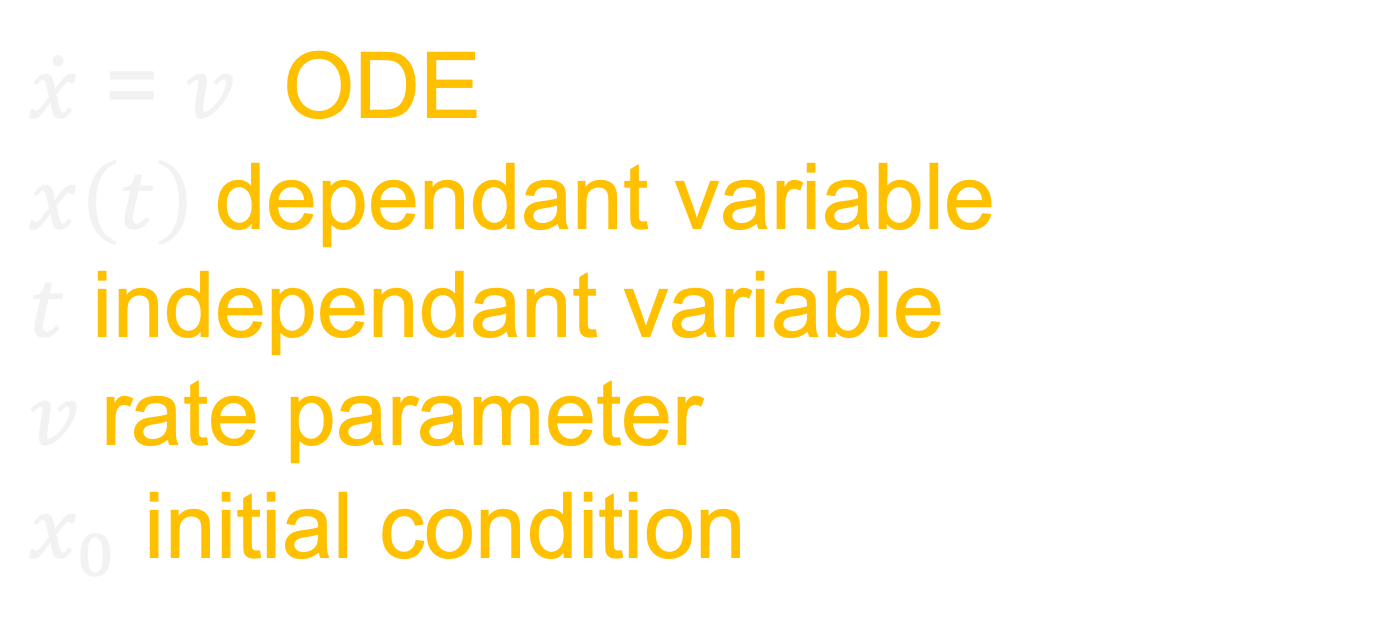 ẋ = v ODE
x(t) dependant variable
t independant variable
v rate parameter
x₀ initial condition